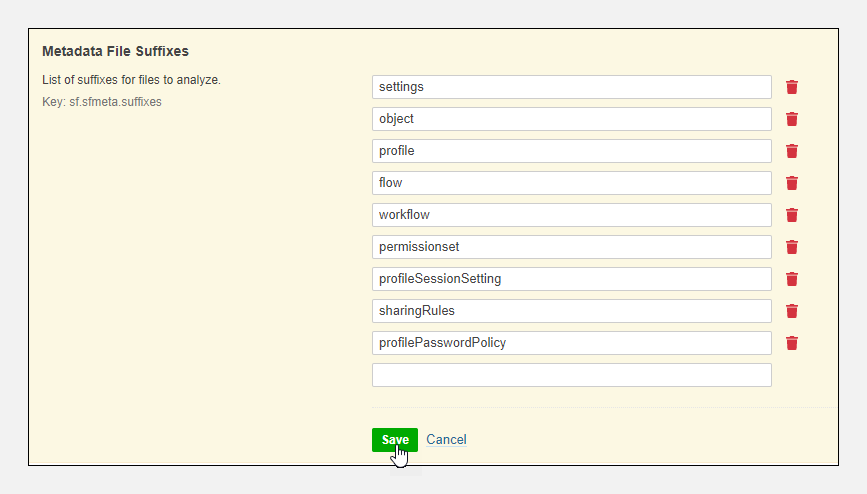 Metadata File Suffixes
List of suffixes for files to analyze.
Key: sf.sfmeta.suffixes
settings
object
profile
flow
workflow
permissionset
profileSessionSetting
sharingRules
profilePasswordPolicy
Save Cancel